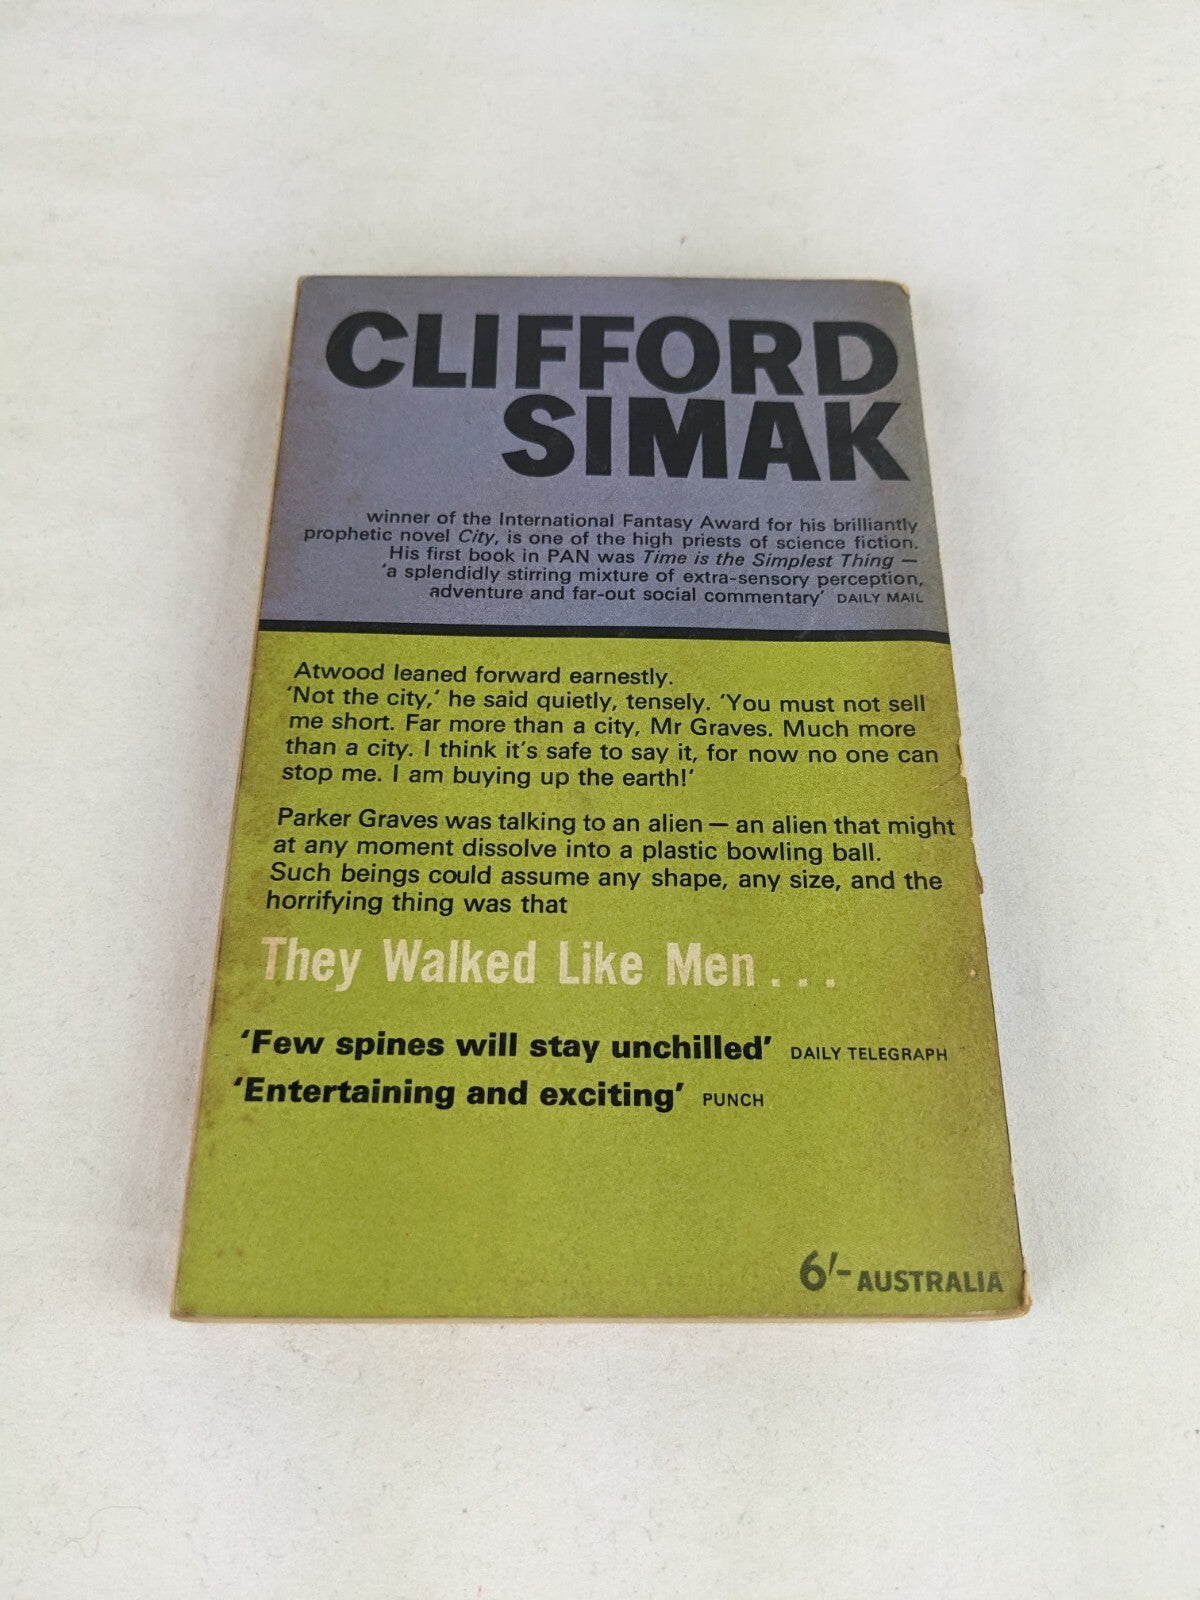 CLIFFORD
SIMAK
winner of the International Fantasy Award for his brilliantly
prophetic novel City, is one of the high priests of science fiction.
His first book in PAN was Time is the Simplest Thing —
'a splendidly stirring mixture of extra-sensory perception,
adventure and far-out social commentary' DAILY MAIL
Atwood leaned forward earnestly.
'Not the city,' he said quietly, tensely. 'You must not sell
me short. Far more than a city, Mr Graves. Much more
than a city. I think it's safe to say it, for now no one can
stop me. I am buying up the earth!'
Parker Graves was talking to an alien — an alien that might
at any moment dissolve into a plastic bowling ball.
Such beings could assume any shape, any size, and the
horrifying thing was that
They Walked Like Men . . .
'Few spines will stay unchilled' DAILY TELEGRAPH
'Entertaining and exciting' PUNCH
6/- AUSTRALIA